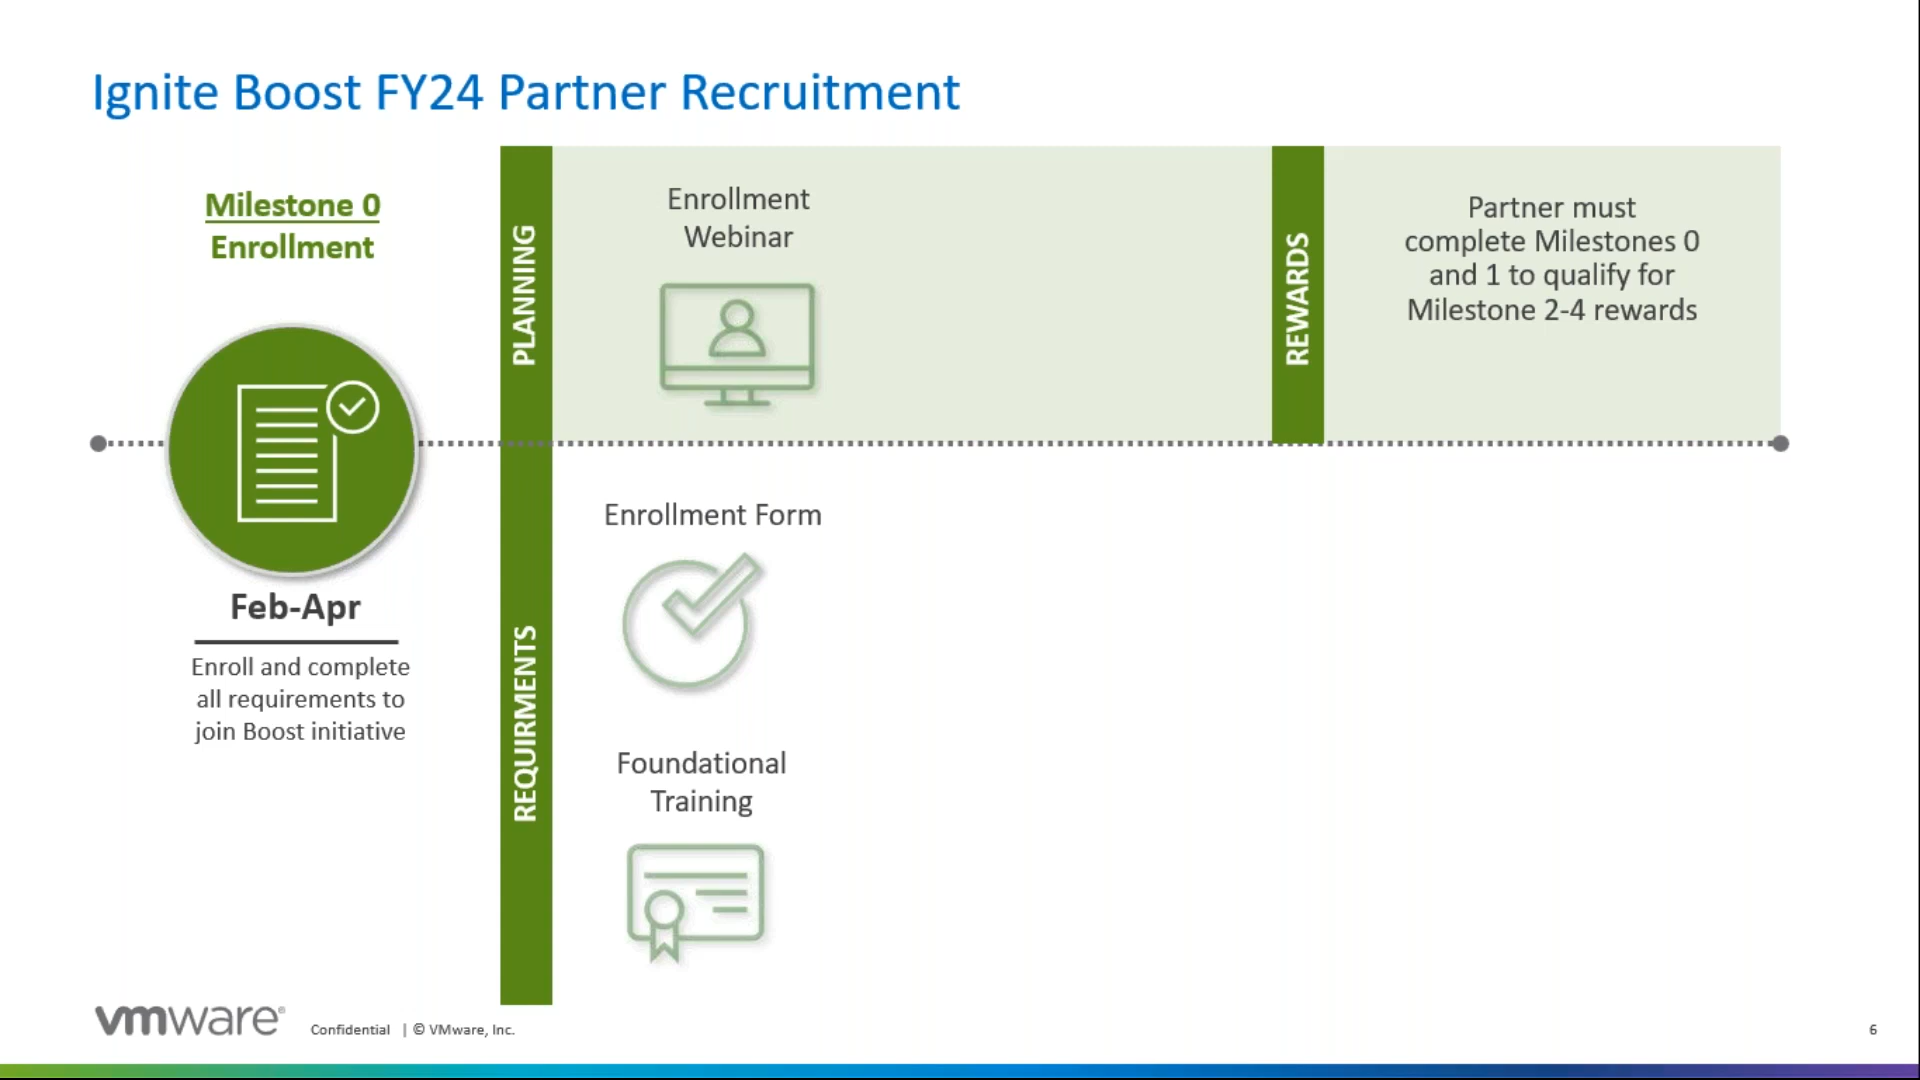 Ignite Boost FY24 Partner Recruitment
Milestone 0
Enrollment
Feb-Apr
Enroll and complete
all requirements to
join Boost initiative
PLANNING
Enrollment
Webinar
REWARDS
Partner must
complete Milestones 0
and 1 to qualify for
Milestone 2-4 rewards
REQUIRMENTS
Enrollment Form
Foundational
Training
vmware®
Confidential | © VMware, Inc.
6